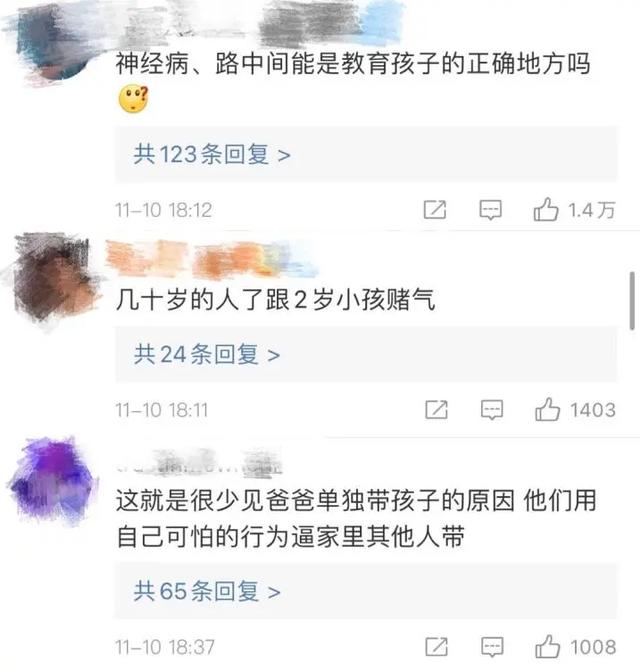 神经病、路中间能是教育孩子的正确地方吗
共123条回复 >
11-10 18:12
1.4万
几十岁的人了跟2岁小孩赌气
共24条回复 >
11-10 18:11
1403
这就是很少见爸爸单独带孩子的原因 他们用
自己可怕的行为逼家里其他人带
共65条回复 >
11-10 18:37
1008